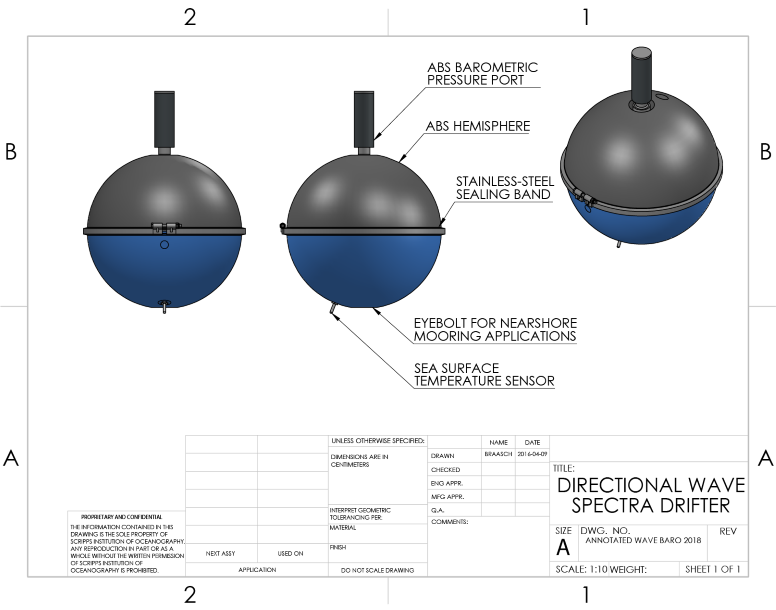 2
1
B
B
ABS BAROMETRIC
PRESSURE PORT
ABS HEMISPHERE
STAINLESS-STEEL
SEALING BAND
EYEBOLT FOR NEARSHORE
MOORING APPLICATIONS
SEA SURFACE
TEMPERATURE SENSOR
A
A
PROPRIETARY AND CONFIDENTIAL
THE INFORMATION CONTAINED IN THIS
DRAWING IS THE SOLE PROPERTY OF
SCRIPPS INSTITUTION OF OCEANOGRAPHY.
ANY REPRODUCTION IN PART OR AS A
WHOLE WITHOUT THE WRITTEN PERMISSION
OF SCRIPPS INSTITUTION OF
OCEANOGRAPHY IS PROHIBITED.
NEXT ASSY
USED ON
APPLICATION
UNLESS OTHERWISE SPECIFIED:
DIMENSIONS ARE IN
CENTIMETERS
INTERPRET GEOMETRIC
TOLERANCING PER:
MATERIAL
FINISH
DO NOT SCALE DRAWING
NAME
DATE
DRAWN
BRAASCH
2016-04-09
CHECKED
ENG APPR.
MFG APPR.
Q.A.
COMMENTS:
TITLE:
DIRECTIONAL WAVE
SPECTRA DRIFTER
SIZE
A
DWG. NO.
ANNOTATED WAVE BARO 2018
REV
SCALE: 1:10
WEIGHT:
SHEET 1 OF 1
2
1